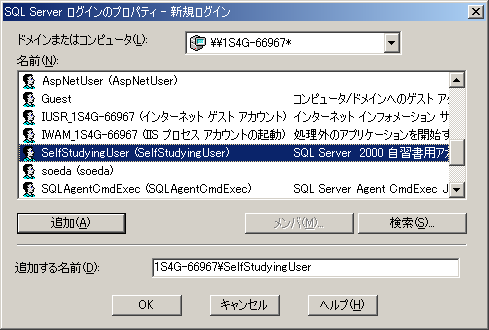 SQL Server ログインのプロパティ - 新規ログイン
ドメインまたはコンピュータ(L):
\\1S4G-66967*
名前(N):
AspNetUser (AspNetUser)
Guest コンピュータ/ドメインへのゲスト ア
IUSR_1S4G-66967 (インターネット ゲスト アカウント) インターネット インフォメーション サ
IWAM_1S4G-66967 (IIS プロセス アカウントの起動) 処理外のアプリケーションを開始す
SelfStudyingUser (SelfStudyingUser) SQL Server 2000 自習書用ア
soeda (soeda)
SQLAgentCmdExec (SQLAgentCmdExec) SQL Server Agent CmdExec J
追加(A) メンバ(M)... 検索(S)...
追加する名前(D): 1S4G-66967\SelfStudyingUser
OK キャンセル ヘルプ(H)